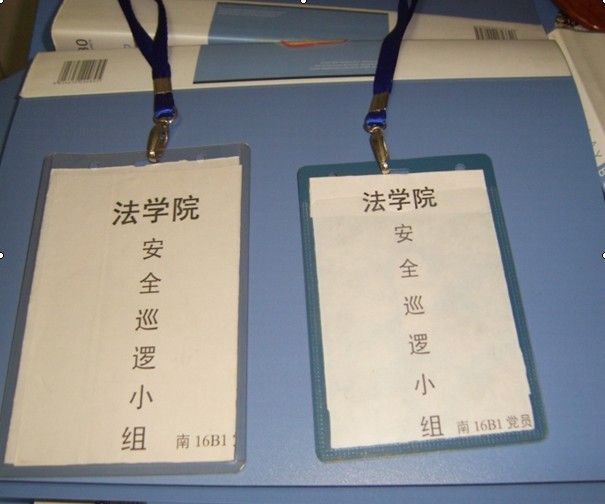 法学院
安
全
巡
逻
小
组
南 16B1
法学院
安
全
巡
逻
小
组
南 16B1 党员